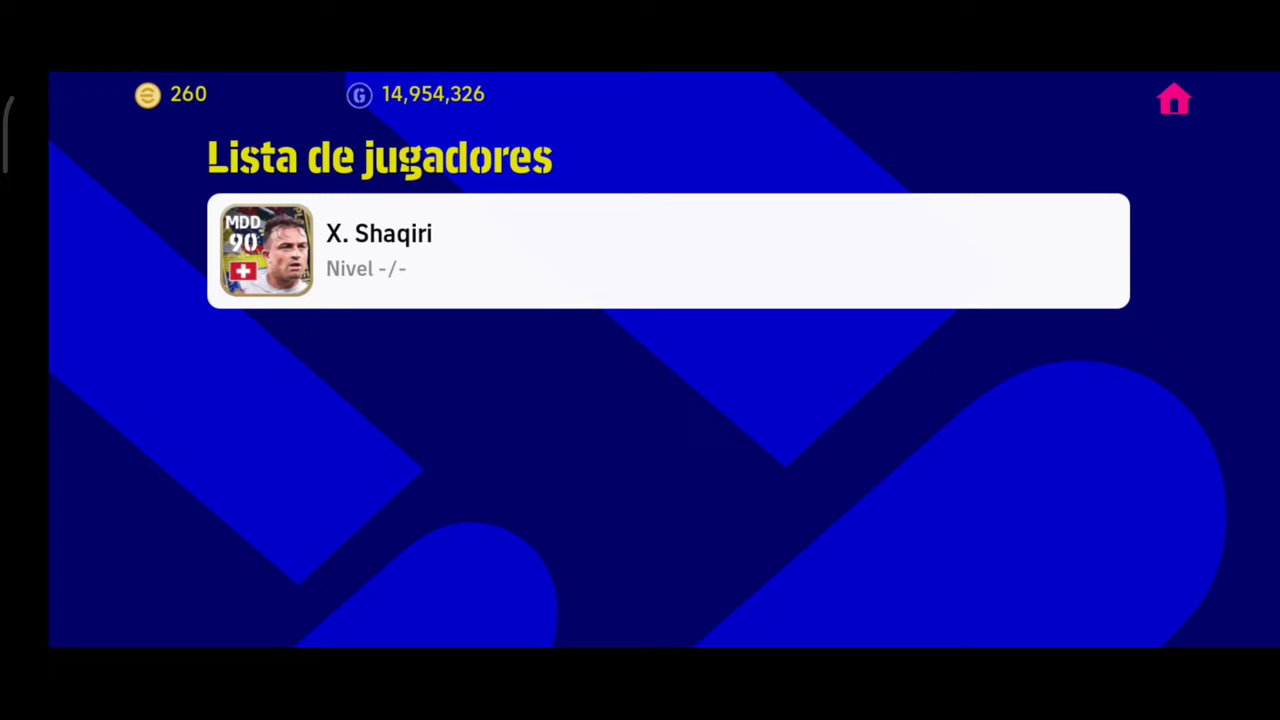 260
14,954,326
Lista de jugadores
MDD
90
X. Shaqiri
Nivel -/-